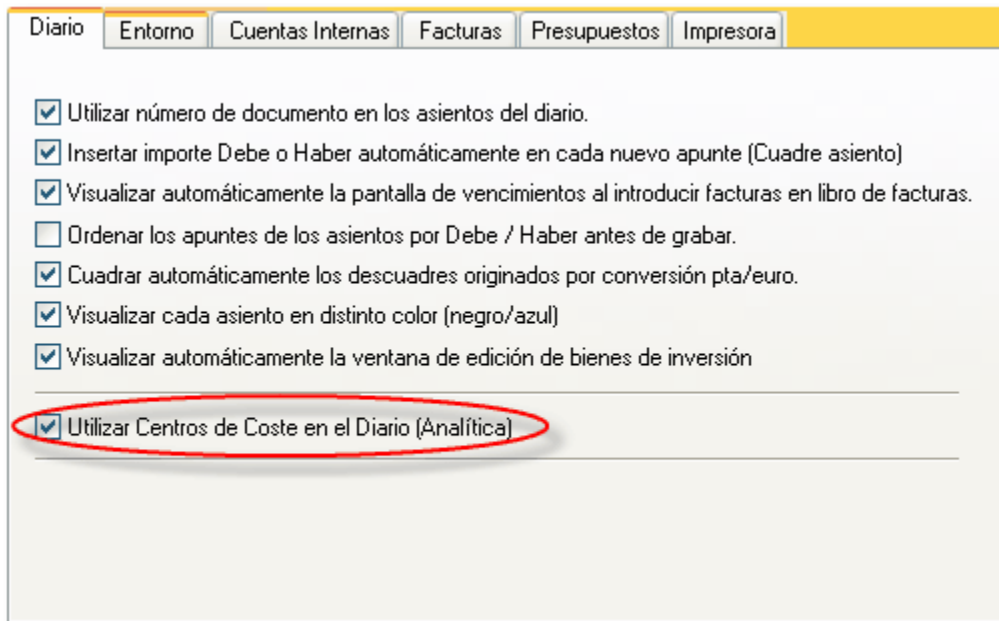 Diario Entorno Cuentas Internas Facturas Presupuestos Impresora
Utilizar número de documento en los asientos del diario.
Insertar importe Debe o Haber automáticamente en cada nuevo apunte (Cuadre asiento)
Visualizar automáticamente la pantalla de vencimientos al introducir facturas en libro de facturas.
Ordenar los apuntes de los asientos por Debe / Haber antes de grabar.
Cuadrar automáticamente los descuadres originados por conversión pta/euro.
Visualizar cada asiento en distinto color (negro/azul)
Visualizar automáticamente la ventana de edición de bienes de inversión
Utilizar Centros de Coste en el Diario (Analítica)